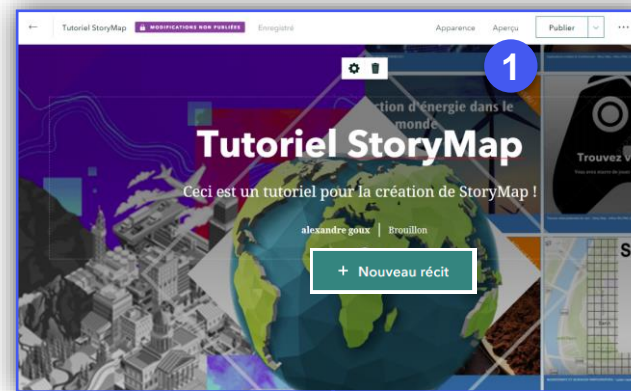 Tutoriel StoryMap MODIFICATIONS NON PUBLIÉES Enregistré Apparence Aperçu Publier
1
ction d'énergie dans le
monde
Tutoriel StoryMap
Trouvez v
Ceci est un tutoriel pour la création de StoryMap !
alexandre goux | Brouillon
+ Nouveau récit
S